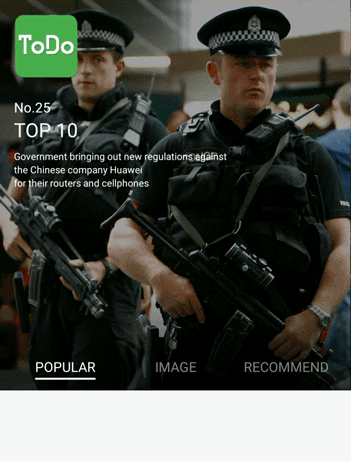 ToDo
No.25
TOP 10
Government bringing out new regulations against
the Chinese company Huawei
for their routers and cellphones
POPULAR
IMAGE
RECOMMEND